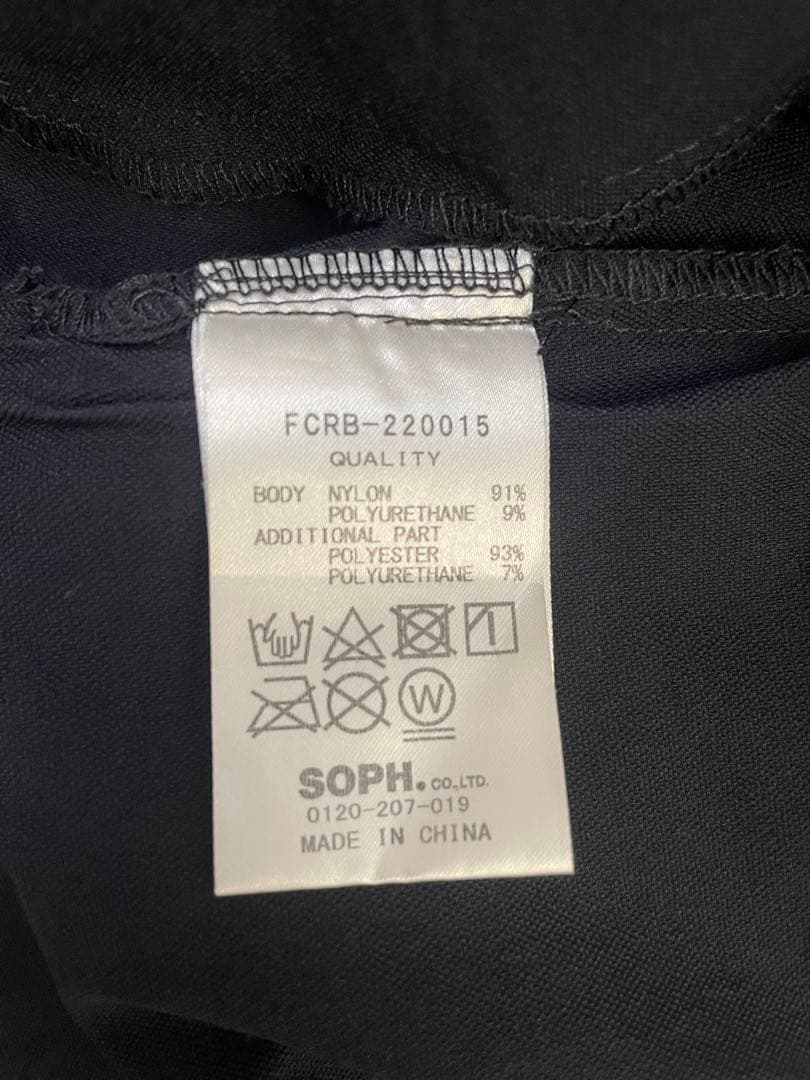 FCRB-220015
QUALITY
BODY NYLON 91%
POLYURETHANE 9%
ADDITIONAL PART
POLYESTER 93%
POLYURETHANE 7%
W
SOPH. CO.,LTD.
0120-207-019
MADE IN CHINA